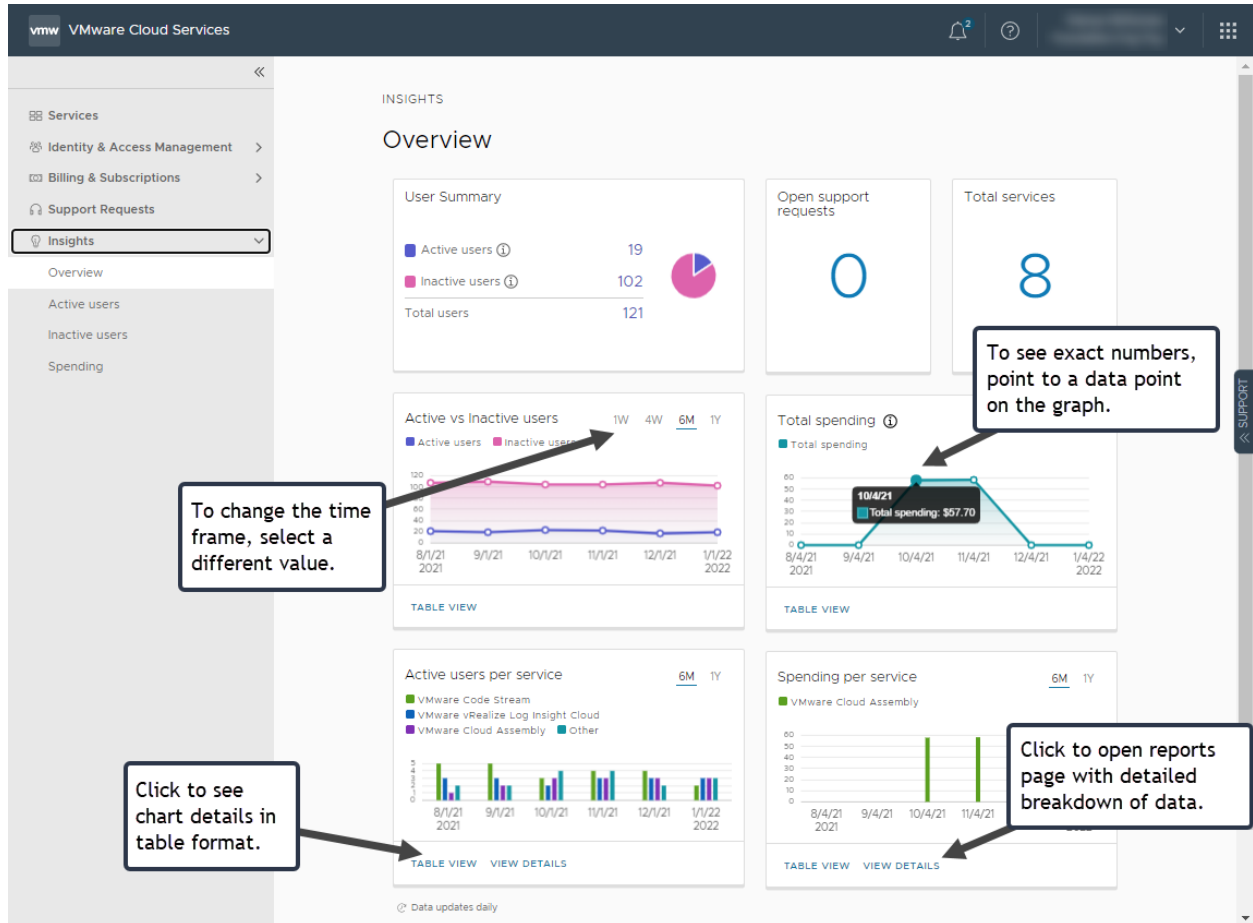 vmw VMware Cloud Services
2
Services
Identity & Access Management
Billing & Subscriptions
Support Requests
Insights
Overview
Active users
Inactive users
Spending
INSIGHTS
Overview
User Summary
Active users 19
Inactive users 102
Total users 121
Open support
requests
0
Total services
8
To see exact numbers,
point to a data point
on the graph.
SUPPORT
Active vs Inactive users 1W 4W 6M 1Y
Active users Inactive users
120
100
60
40
20
0
8/1/21 9/1/21 10/1/21 11/1/21 12/1/21 1/1/22
2021 2022
TABLE VIEW
To change the time
frame, select a
different value.
Total spending
Total spending
60
50
40
30
20
10
0
10/4/21
Total spending: $57.70
8/4/21 9/4/21 10/4/21 11/4/21 12/4/21 1/4/22
2021 2022
TABLE VIEW
Active users per service 6M 1Y
VMware Code Stream
VMware vRealize Log Insight Cloud
VMware Cloud Assembly Other
5
4
3
2
0
8/1/21 9/1/21 10/1/21 11/1/21 12/1/21 1/1/22
2021 2022
TABLE VIEW VIEW DETAILS
Click to see
chart details in
table format.
Spending per service 6M 1Y
VMware Cloud Assembly
60
50
40
30
20
10
0
8/4/21 9/4/21 10/4/21 11/4/21
2021
TABLE VIEW VIEW DETAILS
Click to open reports
page with detailed
breakdown of data.
Data updates daily